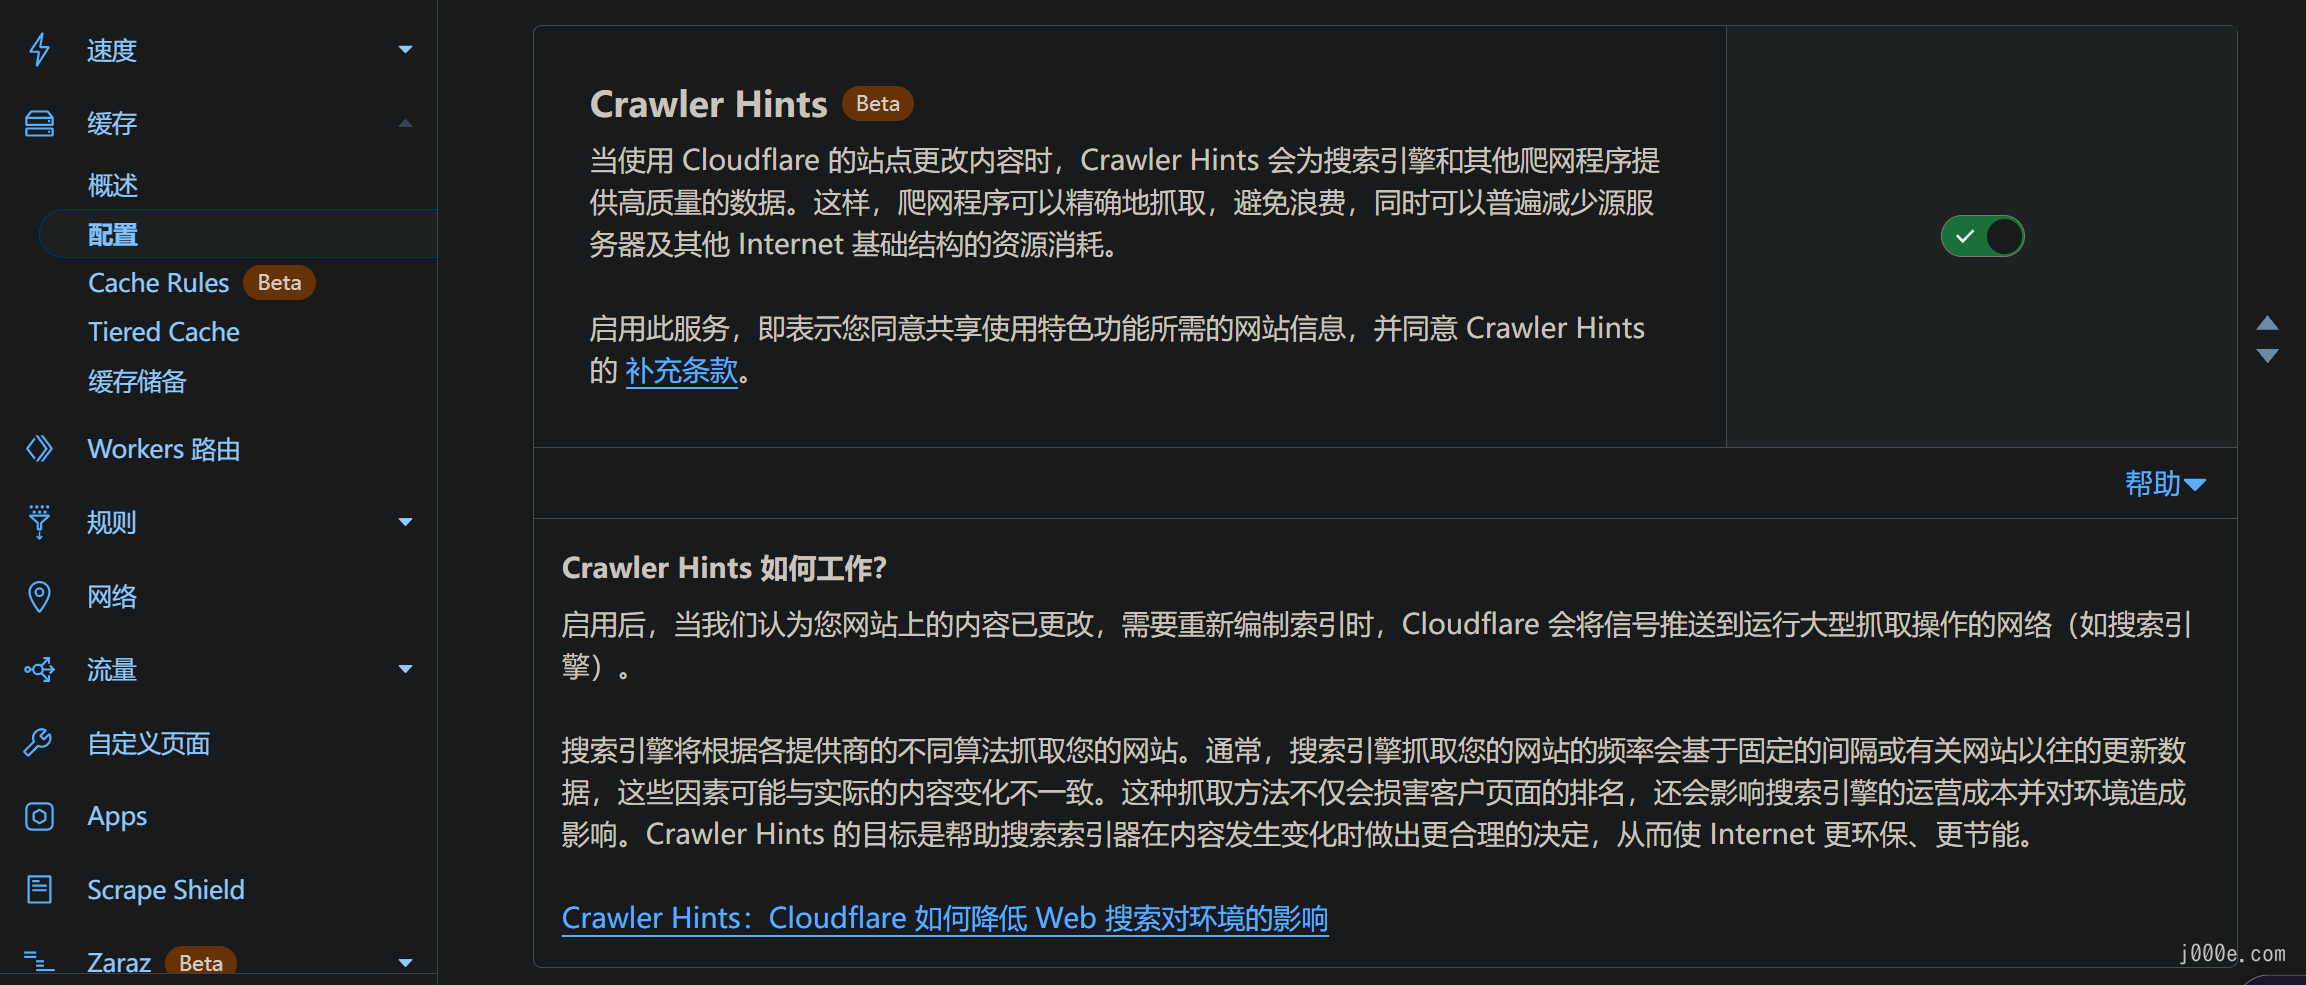 速度
缓存
概述
配置
Cache Rules Beta
Tiered Cache
缓存储备
Workers 路由
规则
网络
流量
自定义页面
Apps
Scrape Shield
Zaraz Beta
Crawler Hints Beta
当使用 Cloudflare 的站点更改内容时，Crawler Hints 会为搜索引擎和其他爬网程序提
供高质量的数据。这样，爬网程序可以精确地抓取，避免浪费，同时可以普遍减少源服
务器及其他 Internet 基础结构的资源消耗。
启用此服务，即表示您同意共享使用特色功能所需的网站信息，并同意 Crawler Hints
的 补充条款。
帮助
Crawler Hints 如何工作？
启用后，当我们认为您网站上的内容已更改，需要重新编制索引时，Cloudflare 会将信号推送到运行大型抓取操作的网络（如搜索引
擎）。
搜索引擎将根据各提供商的不同算法抓取您的网站。通常，搜索引擎抓取您的网站的频率会基于固定的间隔或有关网站以往的更新数
据，这些因素可能与实际的内容变化不一致。这种抓取方法不仅会损害客户页面的排名，还会影响搜索引擎的运营成本并对环境造成
影响。Crawler Hints 的目标是帮助搜索索引器在内容发生变化时做出更合理的决定，从而使 Internet 更环保、更节能。
Crawler Hints：Cloudflare 如何降低 Web 搜索对环境的影响
j000e.com